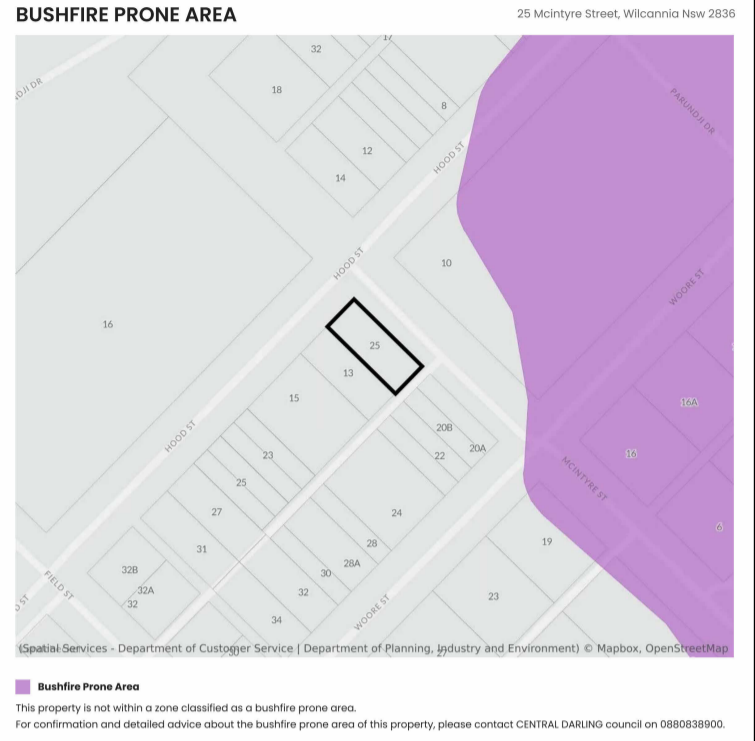 BUSHFIRE PRONE AREA
25 Mcintyre Street, Wilcannia Nsw 2836
17
32
NDJI DR
18
8
PARUNDJI DR
12
HOOD ST
14
HOOD ST
10
WOORE ST
16
25
13
15
16A
20B
HOOD ST
20A
23
22
16
MCINTYRE ST
25
27
24
6
28
19
31
28A
32B
30
FIELD ST
32A
32
23
32
WOORE ST
34
(Spatial Services - Department of Customer Service | Department of Planning, Industry and Environment) © Mapbox, OpenStreetMap
Bushfire Prone Area
This property is not within a zone classified as a bushfire prone area.
For confirmation and detailed advice about the bushfire prone area of this property, please contact CENTRAL DARLING council on 0880838900.